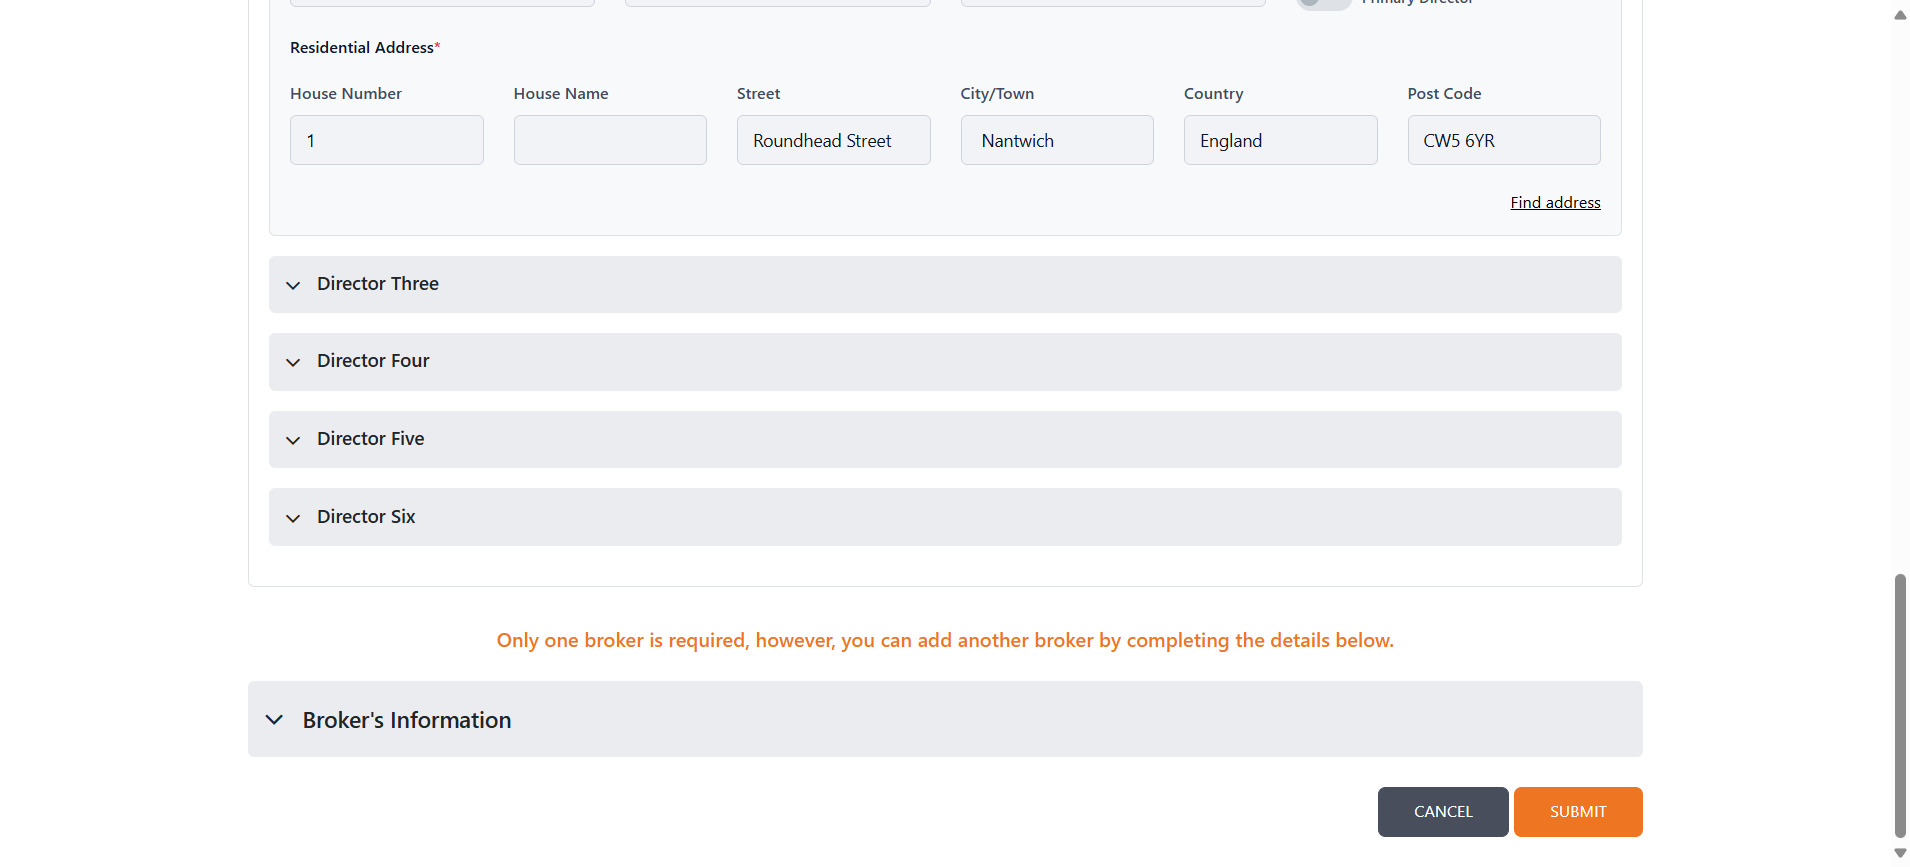 Primary Director
Residential Address*
House Number House Name Street City/Town Country Post Code
1 Roundhead Street Nantwich England CW5 6YR
Find address
Director Three
Director Four
Director Five
Director Six
Only one broker is required, however, you can add another broker by completing the details below.
Broker's Information
CANCEL SUBMIT